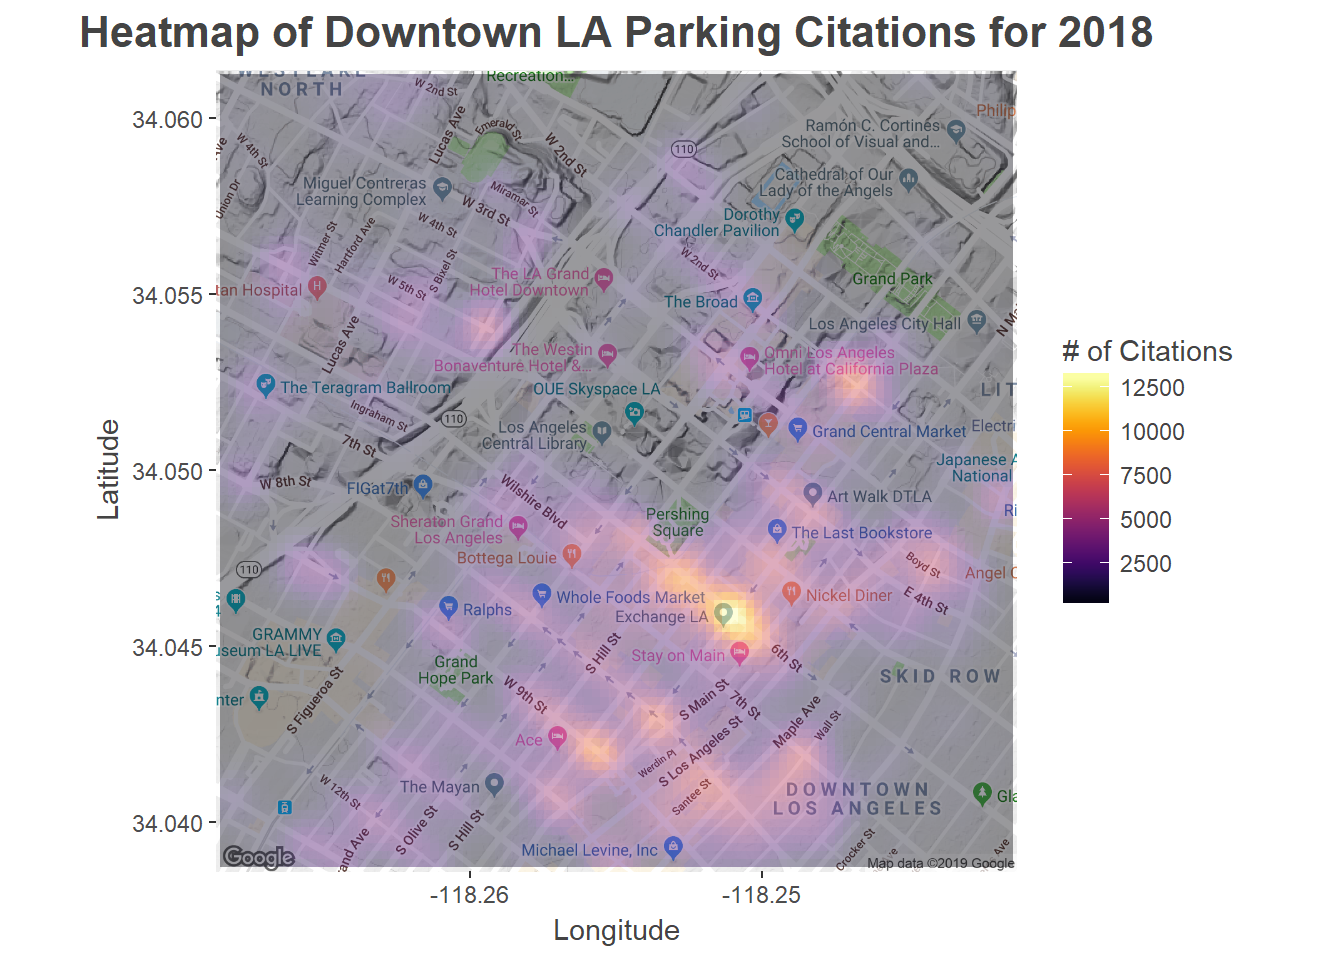 Heatmap of Downtown LA Parking Citations for 2018
NORTH
Recreation...
W 2nd St
Lucas Ave
Emerald St
W 2nd St
110
Philip
Ramón C. Cortines
School of Visual and...
W 4th St
Union Dr
Miguel Contreras
Learning Complex
Miramar St
W 3rd St
Cathedral of Our
Lady of the Angels
Dorothy
Chandler Pavilion
Witmer St
Hartford Ave
W 4th St
S Bixel St
W 5th St
W 2nd St
Grand Park
tan Hospital
The LA Grand
Hotel Downtown
The Broad
Los Angeles City Hall
N M
Lucas Ave
The Westin
Bonaventure Hotel &...
Omni Los Angeles
Hotel at California Plaza
The Teragram Ballroom
OUE Skyspace LA
LIT
Ingraham St
110
7th St
Los Angeles
Central Library
Grand Central Market
Electri
Japanese A
National
W 8th St
FIGat7th
Wilshire Blvd
Pershing
Square
Art Walk DTLA
Ri
Sheraton Grand
Los Angeles
The Last Bookstore
Bottega Louie
110
Boyd St
Angel C
E 4th St
Ralphs
Whole Foods Market
Exchange LA
Nickel Diner
s
4
GRAMMY
useum LA LIVE
Stay on Main
6th St
S Hill St
Grand
Hope Park
SKID ROW
nter
S Figueroa St
W 9th St
S Main St
7th St
Maple Ave
Wall St
Ace
Werdin Pl
S Los Angeles St
Santee St
The Mayan
DOWNTOWN
LOS ANGELES
Gla
W 12th St
rand Ave
S Olive St
S Hill St
Michael Levine, Inc
Crocker St
Ave
Google
Map data ©2019 Google
34.060
34.055
34.050
34.045
34.040
Latitude
-118.26
-118.25
Longitude
# of Citations
12500
10000
7500
5000
2500